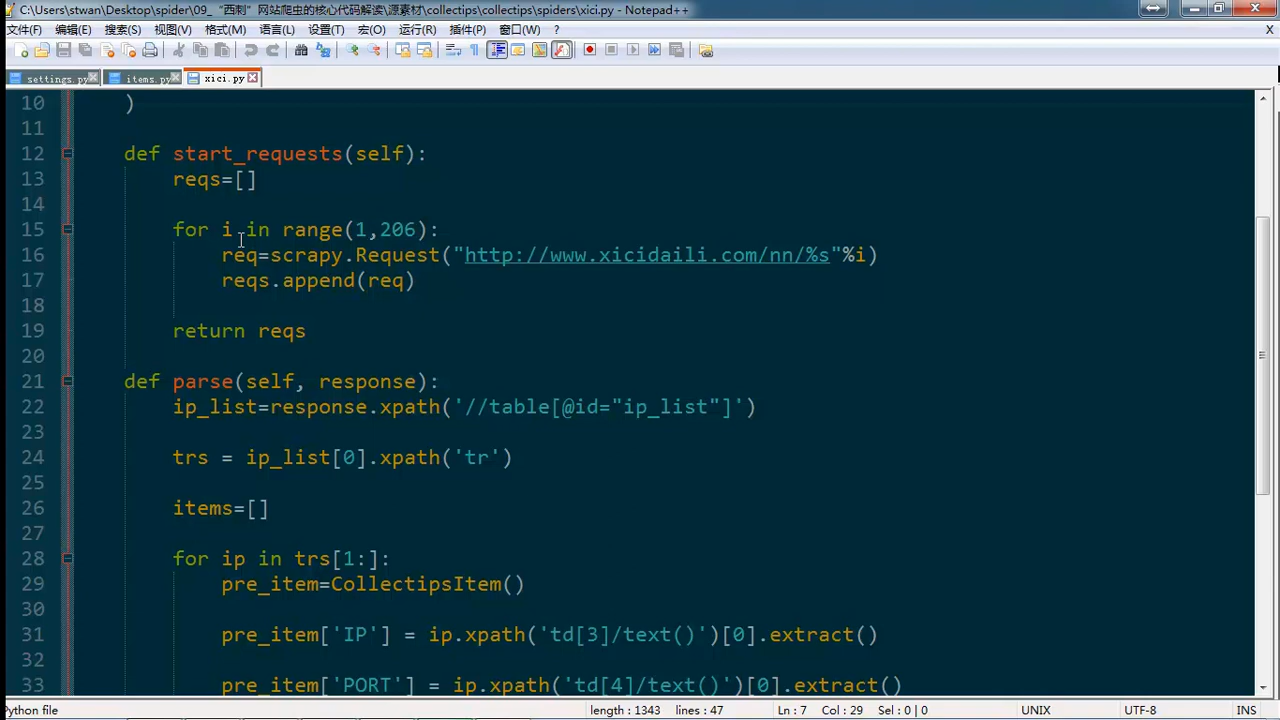 C:\Users\stwan\Desktop\spider\09_ “西刺” 网站爬虫的核心代码解读\源素材\collectips\collectips\spiders\xici.py - Notepad++
文件(F) 编辑(E) 搜索(S) 视图(V) 格式(M) 语言(L) 设置(T) 宏(O) 运行(R) 插件(P) 窗口(W) ? X
settings.py items.py xici.py
10 )
11
12 def start_requests(self):
13 reqs=[]
14
15 for i in range(1,206):
16 req=scrapy.Request("http://www.xicidaili.com/nn/%s"%i)
17 reqs.append(req)
18
19 return reqs
20
21 def parse(self, response):
22 ip_list=response.xpath('//table[@id="ip_list"]')
23
24 trs = ip_list[0].xpath('tr')
25
26 items=[]
27
28 for ip in trs[1:]:
29 pre_item=CollectipsItem()
30
31 pre_item['IP'] = ip.xpath('td[3]/text()')[0].extract()
32
33 pre_item['PORT'] = ip.xpath('td[4]/text()')[0].extract()
Python file length : 1343 lines : 47 Ln : 7 Col : 29 Sel : 0 | 0 UNIX UTF-8 INS